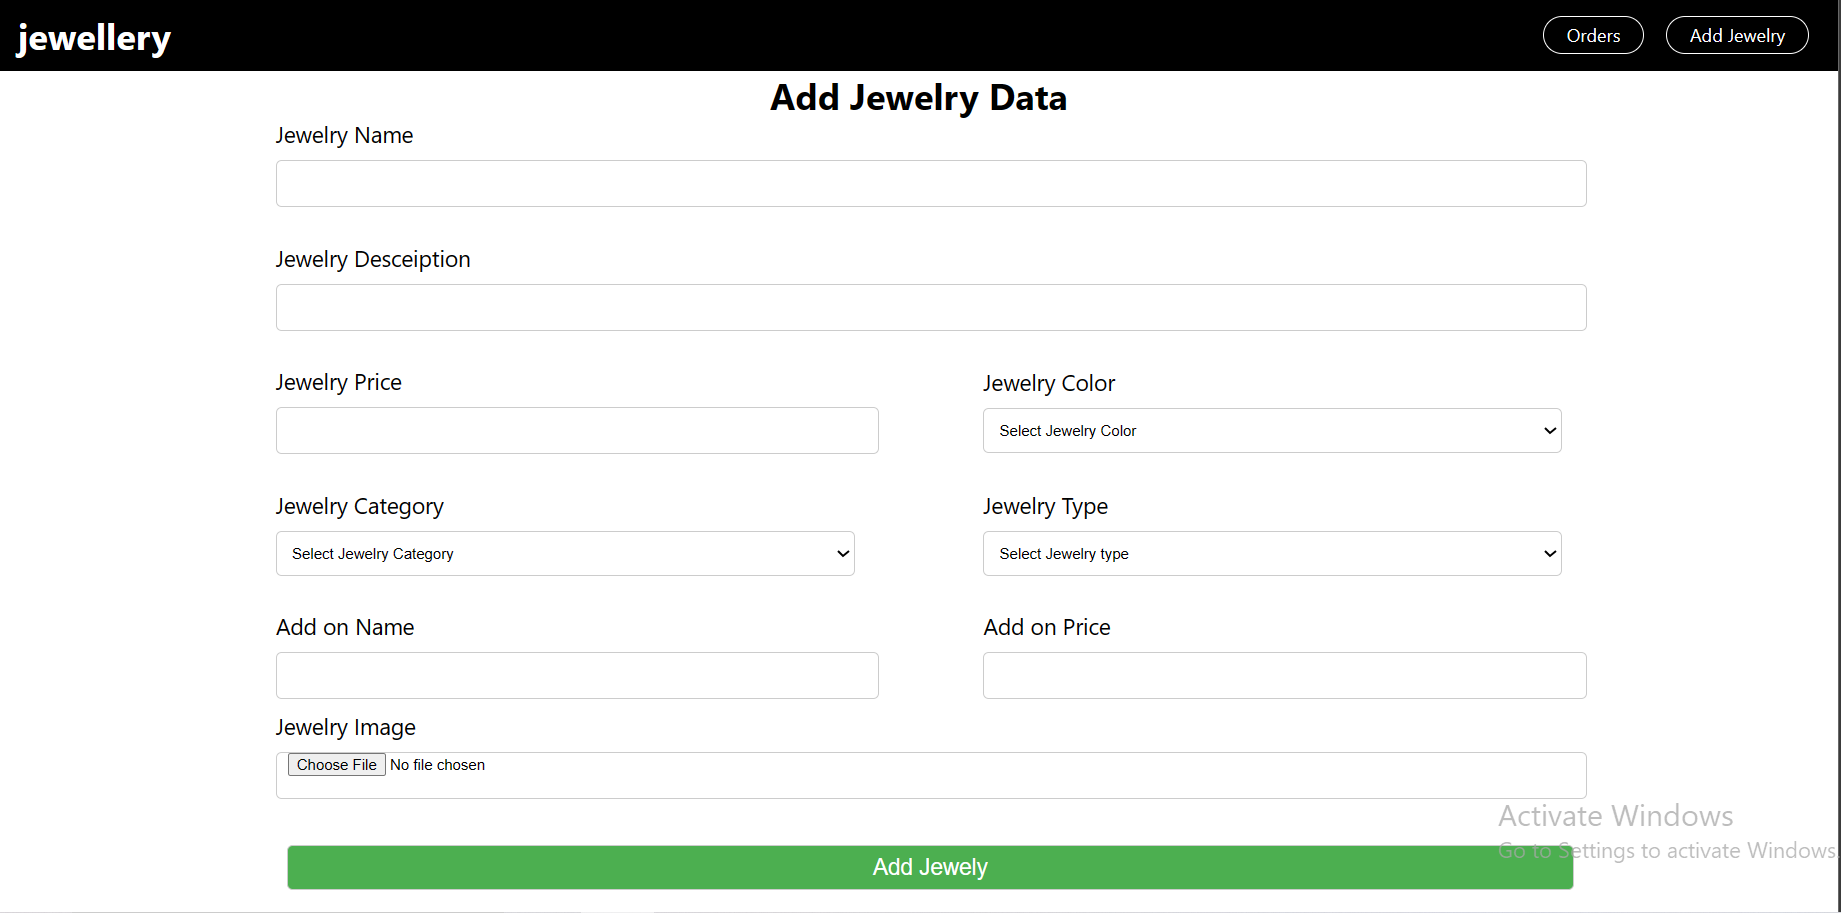 jewellery
Orders
Add Jewelry
Add Jewelry Data
Jewelry Name
Jewelry Desceiption
Jewelry Price
Jewelry Color
Select Jewelry Color
Jewelry Category
Jewelry Type
Select Jewelry Category
Select Jewelry type
Add on Name
Add on Price
Jewelry Image
Choose File No file chosen
Activate Windows
Go to Settings to activate Windows.
Add Jewely